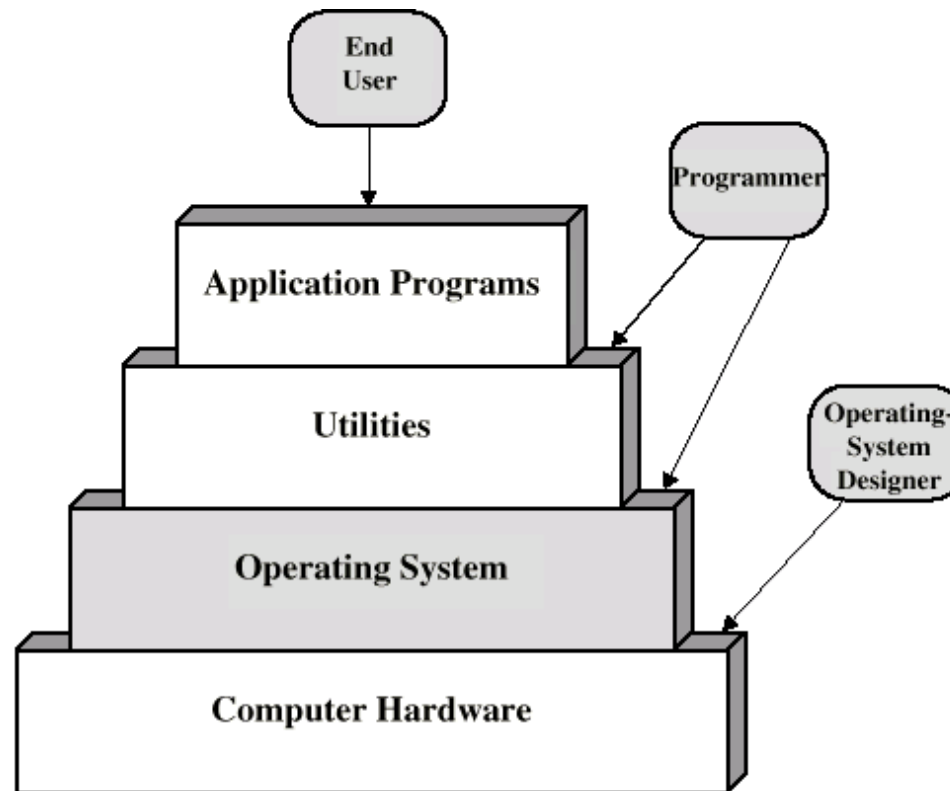 End
User
Programmer
Application Programs
Utilities
Operating-
System
Designer
Operating System
Computer Hardware